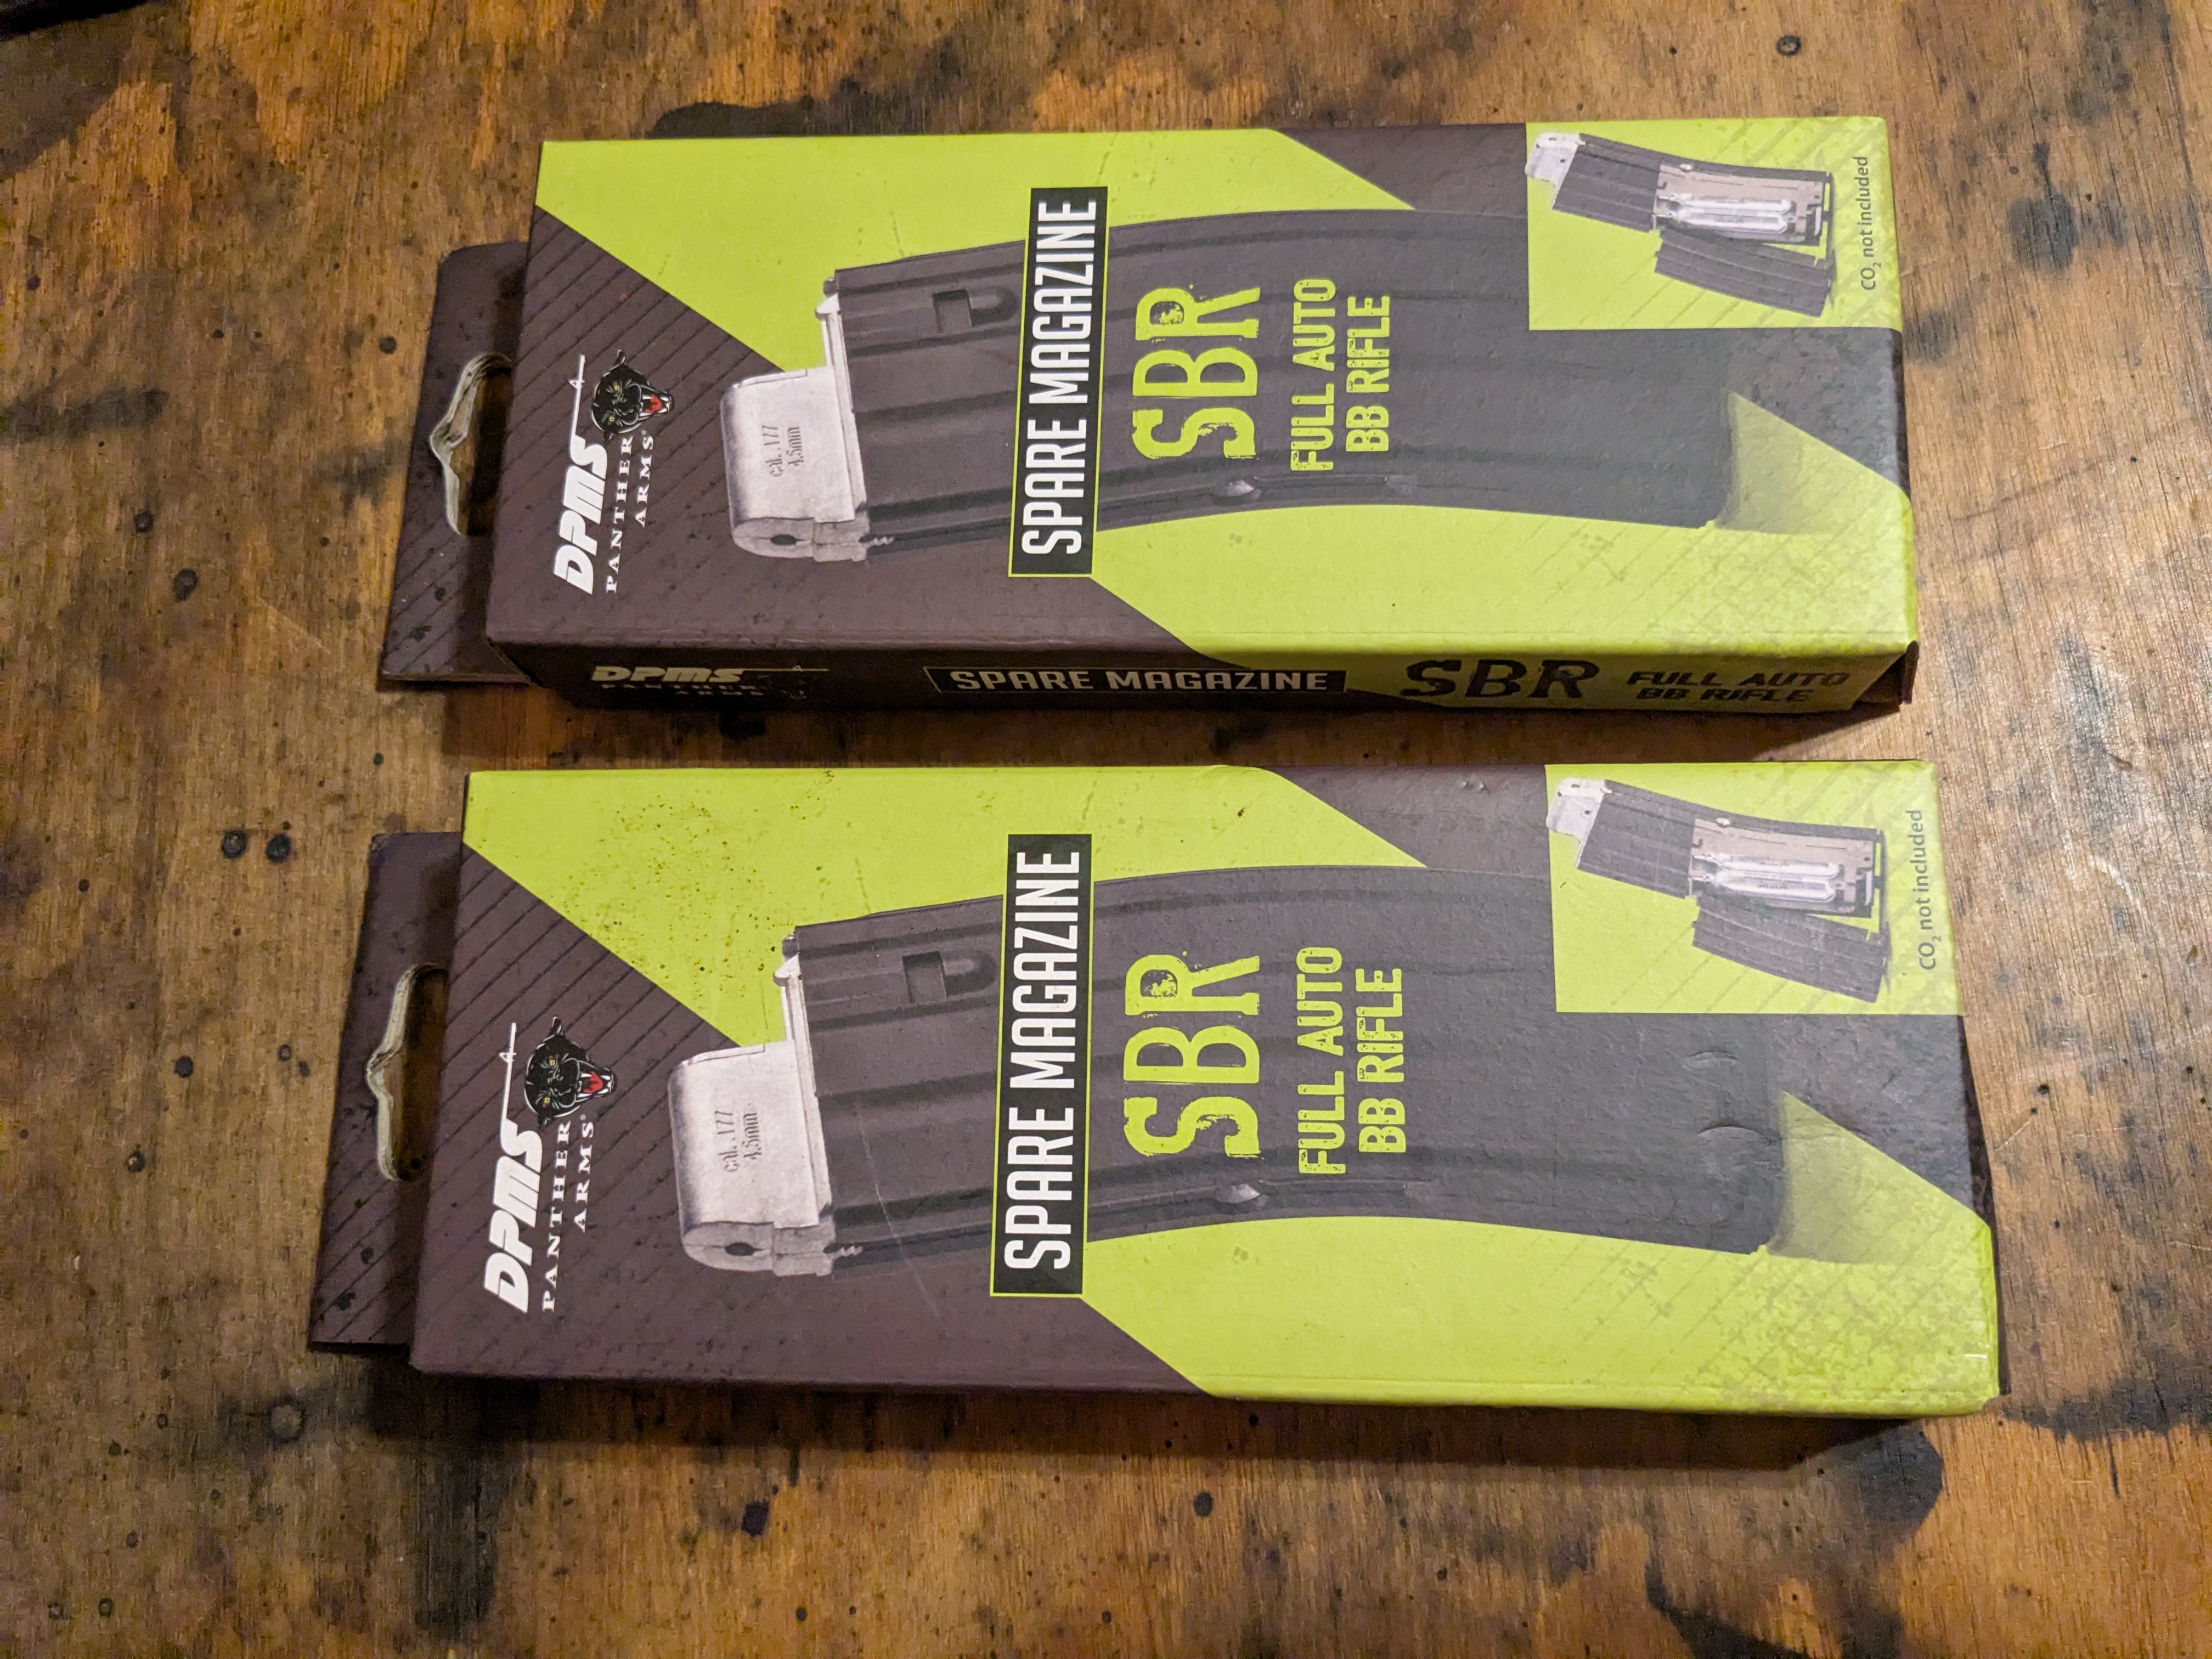 DPMS
PANTHER
ARMS®
cal .177
4.5mm
SPARE MAGAZINE
SBR
FULL AUTO
BB RIFLE
CO2 not included
DPMS
PANTHER
SPARE MAGAZINE
SBR
FULL AUTO
BB RIFLE
DPMS
PANTHER
ARMS®
cal .177
4.5mm
SPARE MAGAZINE
SBR
FULL AUTO
BB RIFLE
CO2 not included